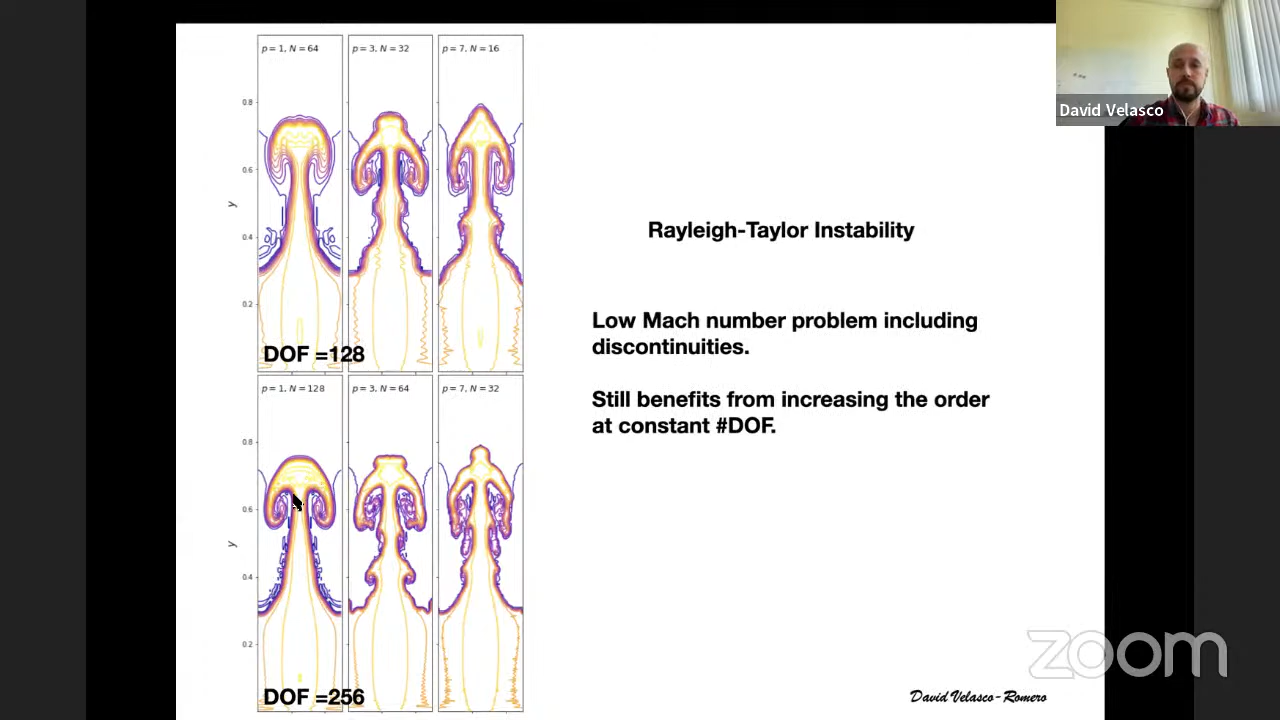 p = 1, N = 64
p = 3, N = 32
p = 7, N = 16
0.8
0.6
y
0.4
0.2
DOF =128
p = 1, N = 128
p = 3, N = 64
p = 7, N = 32
0.8
0.6
y
0.4
0.2
DOF =256
Rayleigh-Taylor Instability
Low Mach number problem including
discontinuities.
Still benefits from increasing the order
at constant #DOF.
David Velasco-Romero
David Velasco
zoom